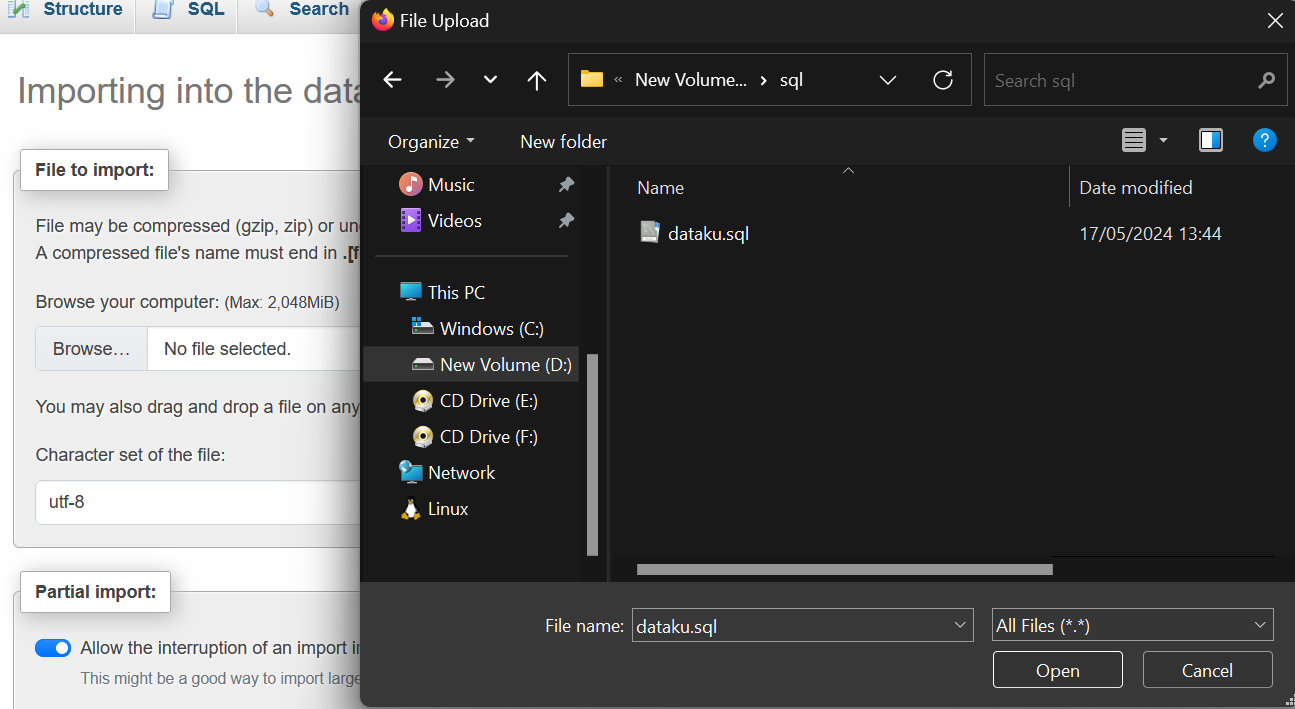 Structure
SQL
Search
Importing into the data
File to import:
File may be compressed (gzip, zip) or un
A compressed file's name must end in .[f
Browse your computer: (Max: 2,048MiB)
Browse...
No file selected.
You may also drag and drop a file on any
Character set of the file:
utf-8
Partial import:
Allow the interruption of an import i
This might be a good way to import large
File Upload
« New Volume... › sql
Search sql
Organize
New folder
?
Music
Videos
This PC
Windows (C:)
New Volume (D:)
CD Drive (E:)
CD Drive (F:)
Network
Linux
Name
Date modified
dataku.sql
17/05/2024 13:44
File name:
dataku.sql
All Files (*.*)
Open
Cancel